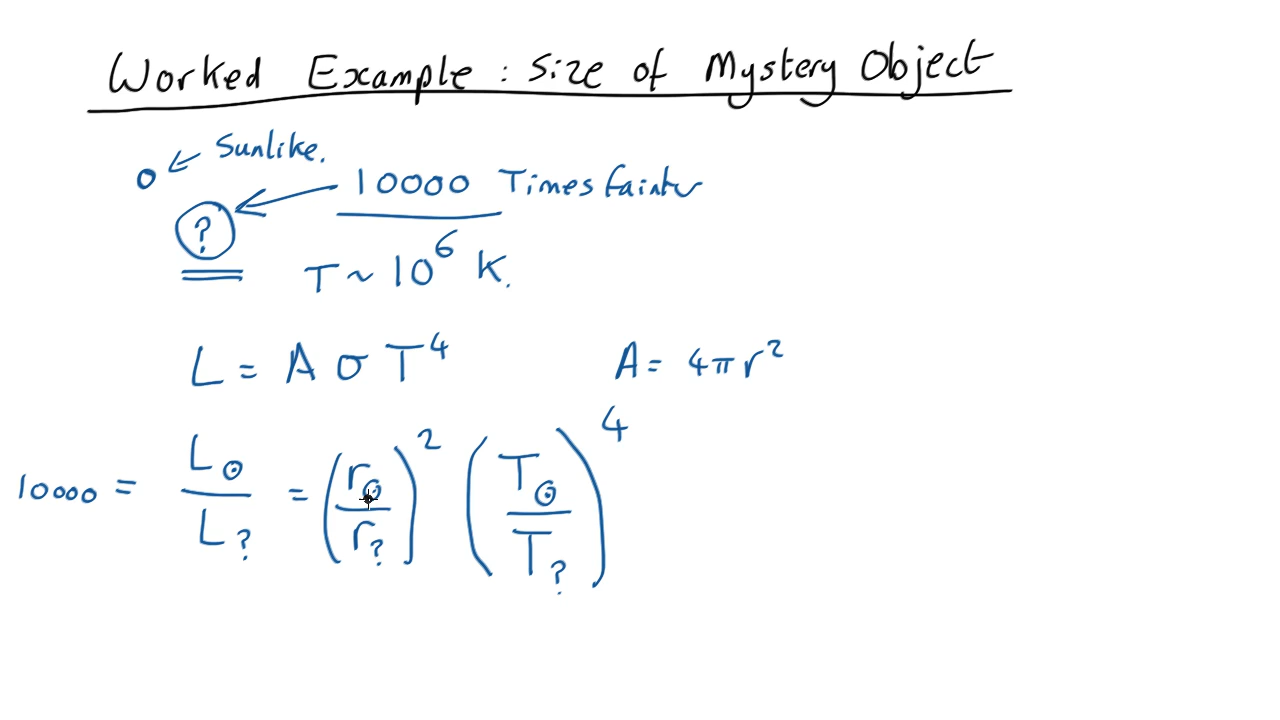 Worked Example: Size of Mystery Object
Sunlike.
10000 Times fainter
?
T ~ 10⁶ K.
L = A σ T⁴
A = 4πr²
10000 = L⊙/L? = (r⊙/r?)² (T⊙/T?)⁴